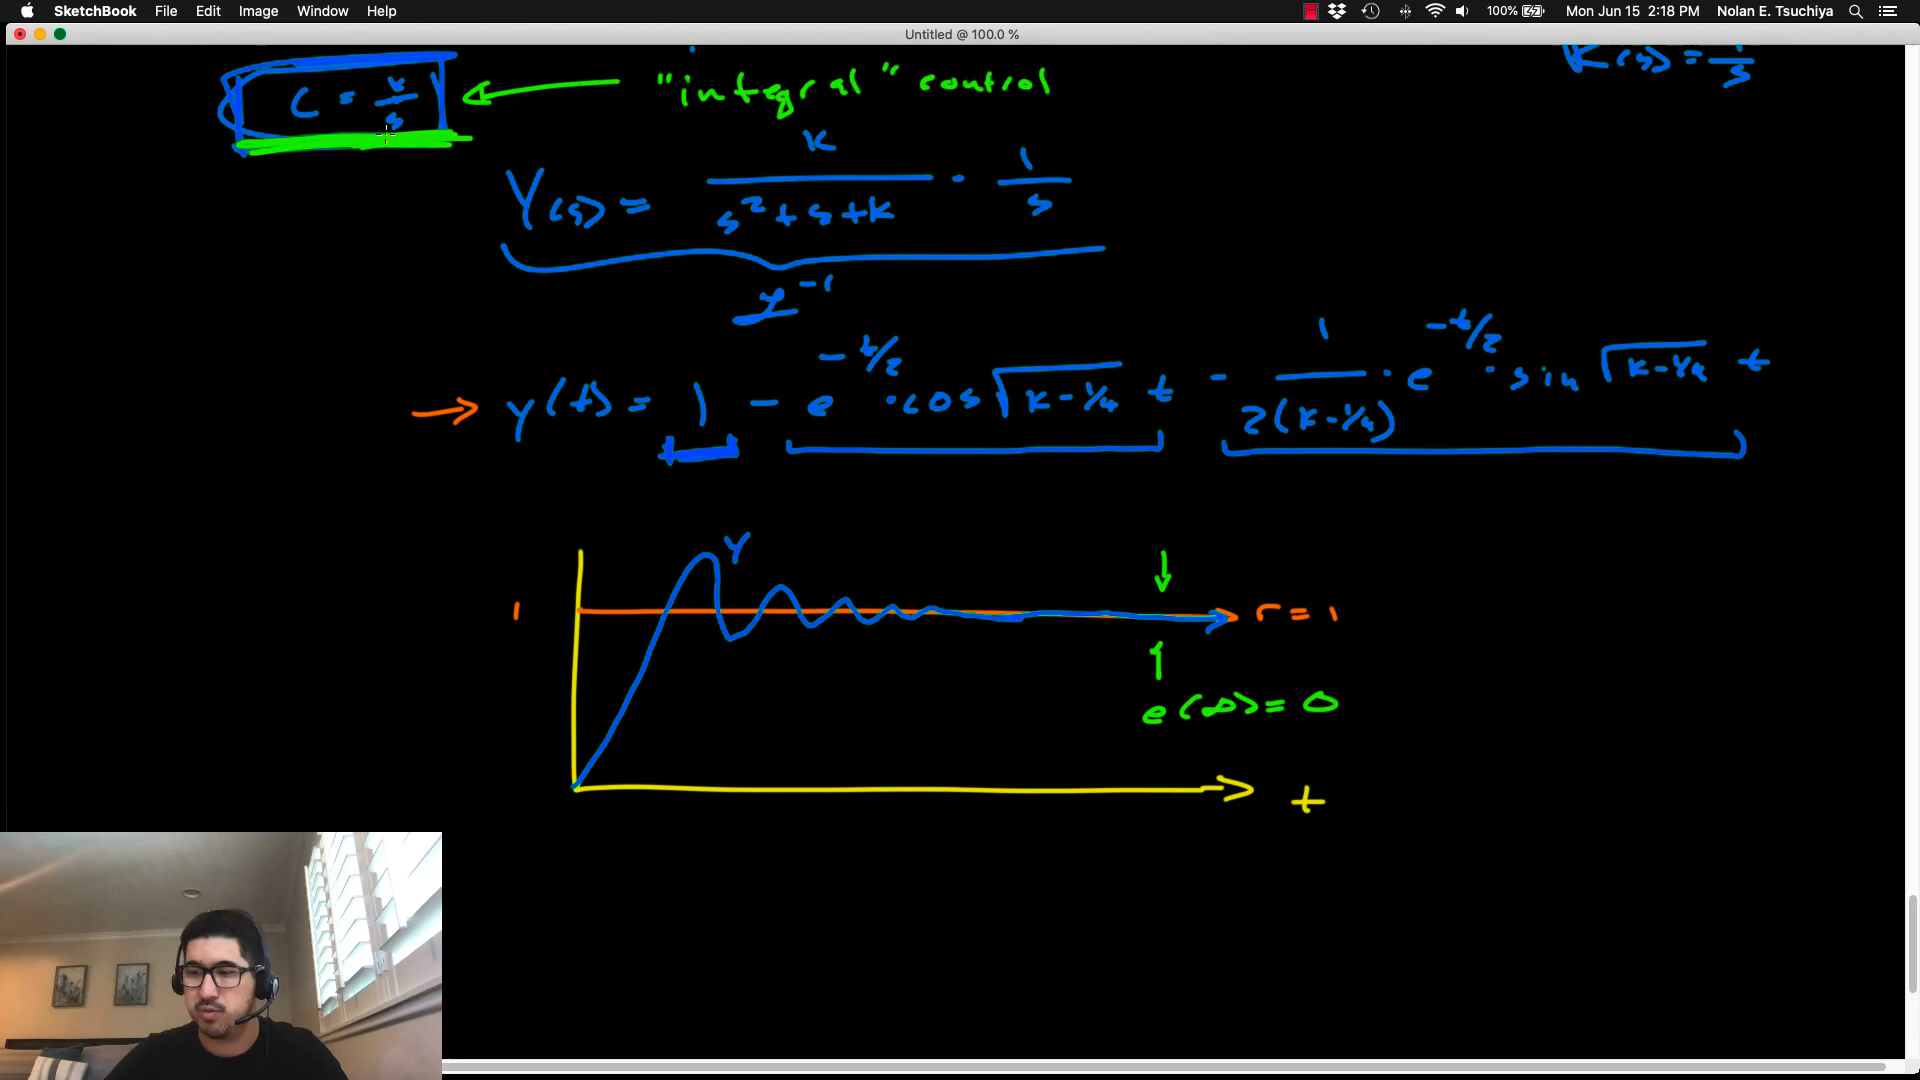 SketchBook File Edit Image Window Help 100% Mon Jun 15 2:18 PM Nolan E. Tsuchiya
Untitled @ 100.0 %
C = k/s "integral" control R(s) = 1/s
Y(s) = k/(s²+s+k) · 1/s
ℒ⁻¹
y(t) = 1 - e^(-t/2) · cos √(k-1/4) t - 1/(2(k-1/4)) · e^(-t/2) · sin √(k-1/4) t
Y
1 r = 1
e(∞) = 0
t